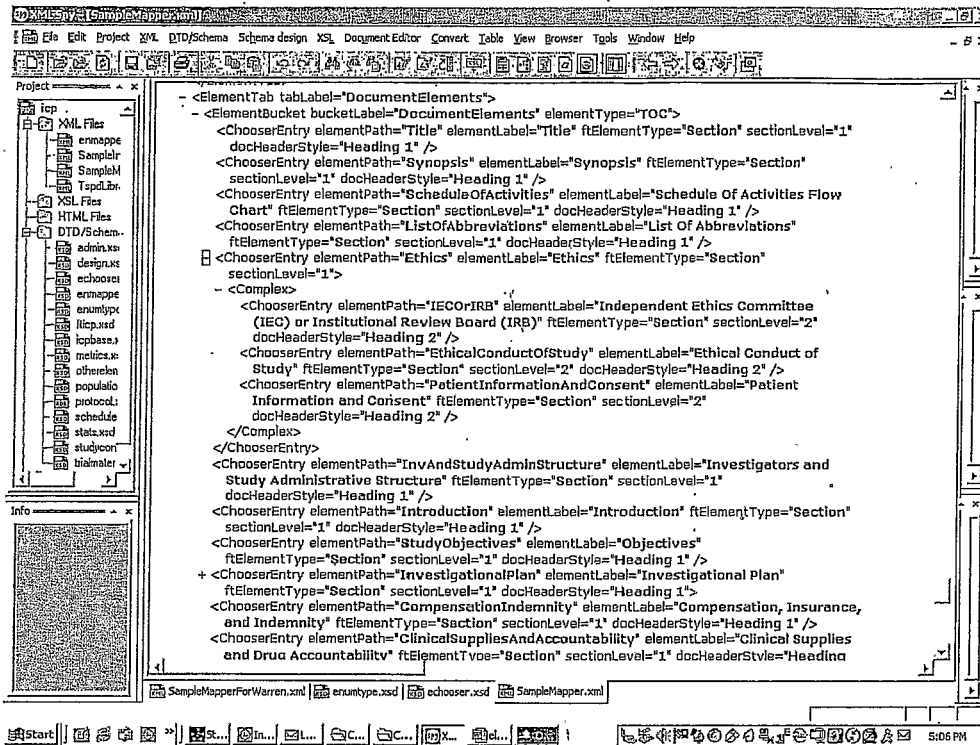 XML Spy - [SampleMapper.xml]
File Edit Project XML DTD/Schema Schema design XSL Document Editor Convert Table View Browser Tools Window Help
Project
icp
XML Files
enmappe
SampleIr
SampleM
TspdLibr.
XSL Files
HTML Files
DTD/Schem..
admin.xsi
design.xs
echooser
enmappe
enumtype
fticp.xsd
icpbase.x
metrics.x
otherelen
populatio
protocol.
schedule
stats.xsd
studycon
trialmater
Info
- <ElementTab tabLabel="DocumentElements">
- <ElementBucket bucketLabel="DocumentElements" elementType="TOC">
<ChooserEntry elementPath="Title" elementLabel="Title" ftElementType="Section" sectionLevel="1"
docHeaderStyle="Heading 1" />
<ChooserEntry elementPath="Synopsis" elementLabel="Synopsis" ftElementType="Section"
sectionLevel="1" docHeaderStyle="Heading 1" />
<ChooserEntry elementPath="ScheduleOfActivities" elementLabel="Schedule Of Activities Flow
Chart" ftElementType="Section" sectionLevel="1" docHeaderStyle="Heading 1" />
<ChooserEntry elementPath="ListOfAbbreviations" elementLabel="List Of Abbreviations"
ftElementType="Section" sectionLevel="1" docHeaderStyle="Heading 1" />
<ChooserEntry elementPath="Ethics" elementLabel="Ethics" ftElementType="Section"
sectionLevel="1">
- <Complex>
<ChooserEntry elementPath="IECOrIRB" elementLabel="Independent Ethics Committee
(IEC) or Institutional Review Board (IRB)" ftElementType="Section" sectionLevel="2"
docHeaderStyle="Heading 2" />
<ChooserEntry elementPath="EthicalConductOfStudy" elementLabel="Ethical Conduct of
Study" ftElementType="Section" sectionLevel="2" docHeaderStyle="Heading 2" />
<ChooserEntry elementPath="PatientInformationAndConsent" elementLabel="Patient
Information and Consent" ftElementType="Section" sectionLevel="2"
docHeaderStyle="Heading 2" />
</Complex>
</ChooserEntry>
<ChooserEntry elementPath="InvAndStudyAdminStructure" elementLabel="Investigators and
Study Administrative Structure" ftElementType="Section" sectionLevel="1"
docHeaderStyle="Heading 1" />
<ChooserEntry elementPath="Introduction" elementLabel="Introduction" ftElementType="Section"
sectionLevel="1" docHeaderStyle="Heading 1" />
<ChooserEntry elementPath="StudyObjectives" elementLabel="Objectives"
ftElementType="Section" sectionLevel="1" docHeaderStyle="Heading 1" />
+ <ChooserEntry elementPath="InvestigationalPlan" elementLabel="Investigational Plan"
ftElementType="Section" sectionLevel="1" docHeaderStyle="Heading 1">
<ChooserEntry elementPath="CompensationIndemnity" elementLabel="Compensation, Insurance,
and Indemnity" ftElementType="Section" sectionLevel="1" docHeaderStyle="Heading 1" />
<ChooserEntry elementPath="ClinicalSuppliesAndAccountability" elementLabel="Clinical Supplies
and Drug Accountability" ftElementType="Section" sectionLevel="1" docHeaderStyle="Heading
SampleMapperForWarren.xml enumtype.xsd echooser.xsd SampleMapper.xml
Start St... In... L... C... C... X... el... 5:06 PM